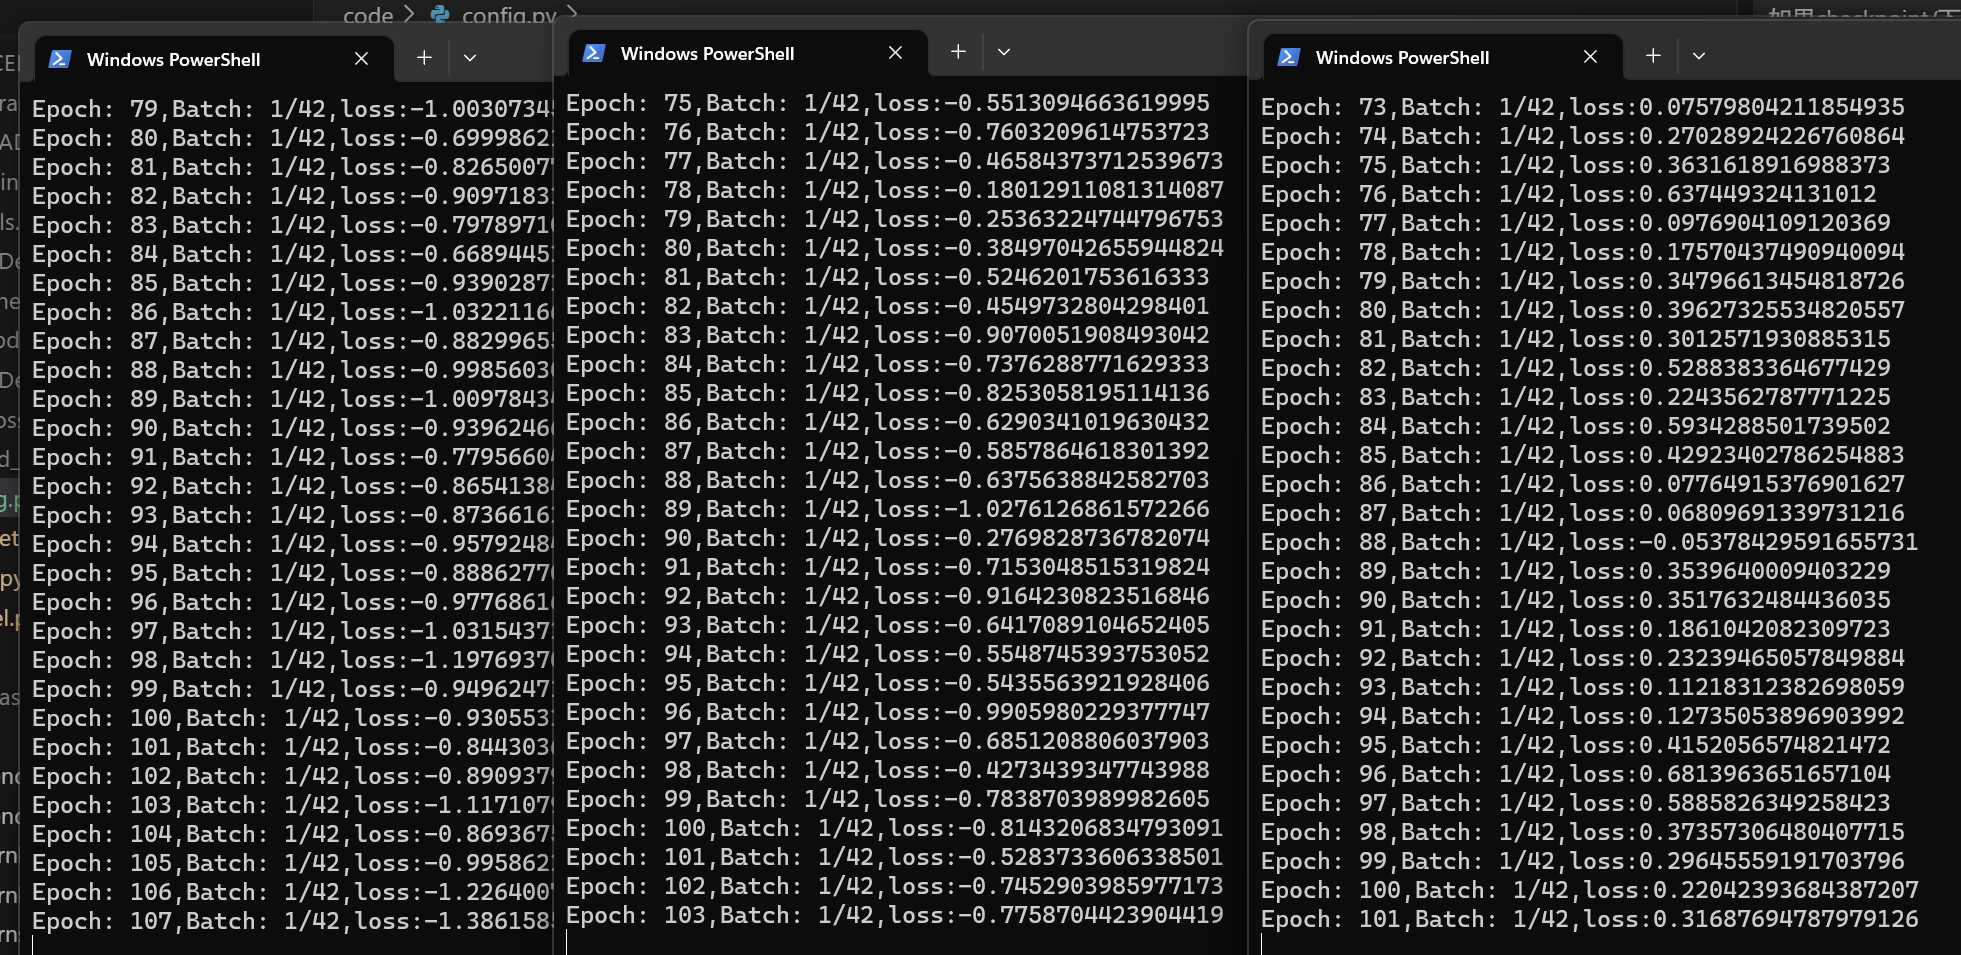 code > config.py >
如果checkpoint/下
Windows PowerShell
Epoch: 79,Batch: 1/42,loss:-1.0030734
Epoch: 80,Batch: 1/42,loss:-0.6999862
Epoch: 81,Batch: 1/42,loss:-0.8265007
Epoch: 82,Batch: 1/42,loss:-0.9097183
Epoch: 83,Batch: 1/42,loss:-0.7978971
Epoch: 84,Batch: 1/42,loss:-0.6689445
Epoch: 85,Batch: 1/42,loss:-0.9390287
Epoch: 86,Batch: 1/42,loss:-1.0322116
Epoch: 87,Batch: 1/42,loss:-0.8829965
Epoch: 88,Batch: 1/42,loss:-0.9985603
Epoch: 89,Batch: 1/42,loss:-1.0097843
Epoch: 90,Batch: 1/42,loss:-0.9396246
Epoch: 91,Batch: 1/42,loss:-0.7795660
Epoch: 92,Batch: 1/42,loss:-0.8654138
Epoch: 93,Batch: 1/42,loss:-0.8736616
Epoch: 94,Batch: 1/42,loss:-0.9579248
Epoch: 95,Batch: 1/42,loss:-0.8886277
Epoch: 96,Batch: 1/42,loss:-0.9776861
Epoch: 97,Batch: 1/42,loss:-1.0315437
Epoch: 98,Batch: 1/42,loss:-1.1976937
Epoch: 99,Batch: 1/42,loss:-0.9496247
Epoch: 100,Batch: 1/42,loss:-0.930553
Epoch: 101,Batch: 1/42,loss:-0.844303
Epoch: 102,Batch: 1/42,loss:-0.890937
Epoch: 103,Batch: 1/42,loss:-1.117107
Epoch: 104,Batch: 1/42,loss:-0.869367
Epoch: 105,Batch: 1/42,loss:-0.995862
Epoch: 106,Batch: 1/42,loss:-1.226400
Epoch: 107,Batch: 1/42,loss:-1.386158
Windows PowerShell
Epoch: 75,Batch: 1/42,loss:-0.5513094663619995
Epoch: 76,Batch: 1/42,loss:-0.7603209614753723
Epoch: 77,Batch: 1/42,loss:-0.46584373712539673
Epoch: 78,Batch: 1/42,loss:-0.18012911081314087
Epoch: 79,Batch: 1/42,loss:-0.25363224744796753
Epoch: 80,Batch: 1/42,loss:-0.38497042655944824
Epoch: 81,Batch: 1/42,loss:-0.5246201753616333
Epoch: 82,Batch: 1/42,loss:-0.4549732804298401
Epoch: 83,Batch: 1/42,loss:-0.9070051908493042
Epoch: 84,Batch: 1/42,loss:-0.7376288771629333
Epoch: 85,Batch: 1/42,loss:-0.8253058195114136
Epoch: 86,Batch: 1/42,loss:-0.6290341019630432
Epoch: 87,Batch: 1/42,loss:-0.5857864618301392
Epoch: 88,Batch: 1/42,loss:-0.6375638842582703
Epoch: 89,Batch: 1/42,loss:-1.0276126861572266
Epoch: 90,Batch: 1/42,loss:-0.2769828736782074
Epoch: 91,Batch: 1/42,loss:-0.7153048515319824
Epoch: 92,Batch: 1/42,loss:-0.9164230823516846
Epoch: 93,Batch: 1/42,loss:-0.6417089104652405
Epoch: 94,Batch: 1/42,loss:-0.5548745393753052
Epoch: 95,Batch: 1/42,loss:-0.5435563921928406
Epoch: 96,Batch: 1/42,loss:-0.9905980229377747
Epoch: 97,Batch: 1/42,loss:-0.6851208806037903
Epoch: 98,Batch: 1/42,loss:-0.4273439347743988
Epoch: 99,Batch: 1/42,loss:-0.7838703989982605
Epoch: 100,Batch: 1/42,loss:-0.8143206834793091
Epoch: 101,Batch: 1/42,loss:-0.5283733606338501
Epoch: 102,Batch: 1/42,loss:-0.7452903985977173
Epoch: 103,Batch: 1/42,loss:-0.7758704423904419
Windows PowerShell
Epoch: 73,Batch: 1/42,loss:0.07579804211854935
Epoch: 74,Batch: 1/42,loss:0.27028924226760864
Epoch: 75,Batch: 1/42,loss:0.3631618916988373
Epoch: 76,Batch: 1/42,loss:0.637449324131012
Epoch: 77,Batch: 1/42,loss:0.0976904109120369
Epoch: 78,Batch: 1/42,loss:0.17570437490940094
Epoch: 79,Batch: 1/42,loss:0.34796613454818726
Epoch: 80,Batch: 1/42,loss:0.39627325534820557
Epoch: 81,Batch: 1/42,loss:0.3012571930885315
Epoch: 82,Batch: 1/42,loss:0.5288383364677429
Epoch: 83,Batch: 1/42,loss:0.2243562787771225
Epoch: 84,Batch: 1/42,loss:0.5934288501739502
Epoch: 85,Batch: 1/42,loss:0.42923402786254883
Epoch: 86,Batch: 1/42,loss:0.07764915376901627
Epoch: 87,Batch: 1/42,loss:0.06809691339731216
Epoch: 88,Batch: 1/42,loss:-0.05378429591655731
Epoch: 89,Batch: 1/42,loss:0.3539640009403229
Epoch: 90,Batch: 1/42,loss:0.3517632484436035
Epoch: 91,Batch: 1/42,loss:0.1861042082309723
Epoch: 92,Batch: 1/42,loss:0.23239465057849884
Epoch: 93,Batch: 1/42,loss:0.11218312382698059
Epoch: 94,Batch: 1/42,loss:0.12735053896903992
Epoch: 95,Batch: 1/42,loss:0.4152056574821472
Epoch: 96,Batch: 1/42,loss:0.6813963651657104
Epoch: 97,Batch: 1/42,loss:0.5885826349258423
Epoch: 98,Batch: 1/42,loss:0.37357306480407715
Epoch: 99,Batch: 1/42,loss:0.29645559191703796
Epoch: 100,Batch: 1/42,loss:0.22042393684387207
Epoch: 101,Batch: 1/42,loss:0.31687694787979126